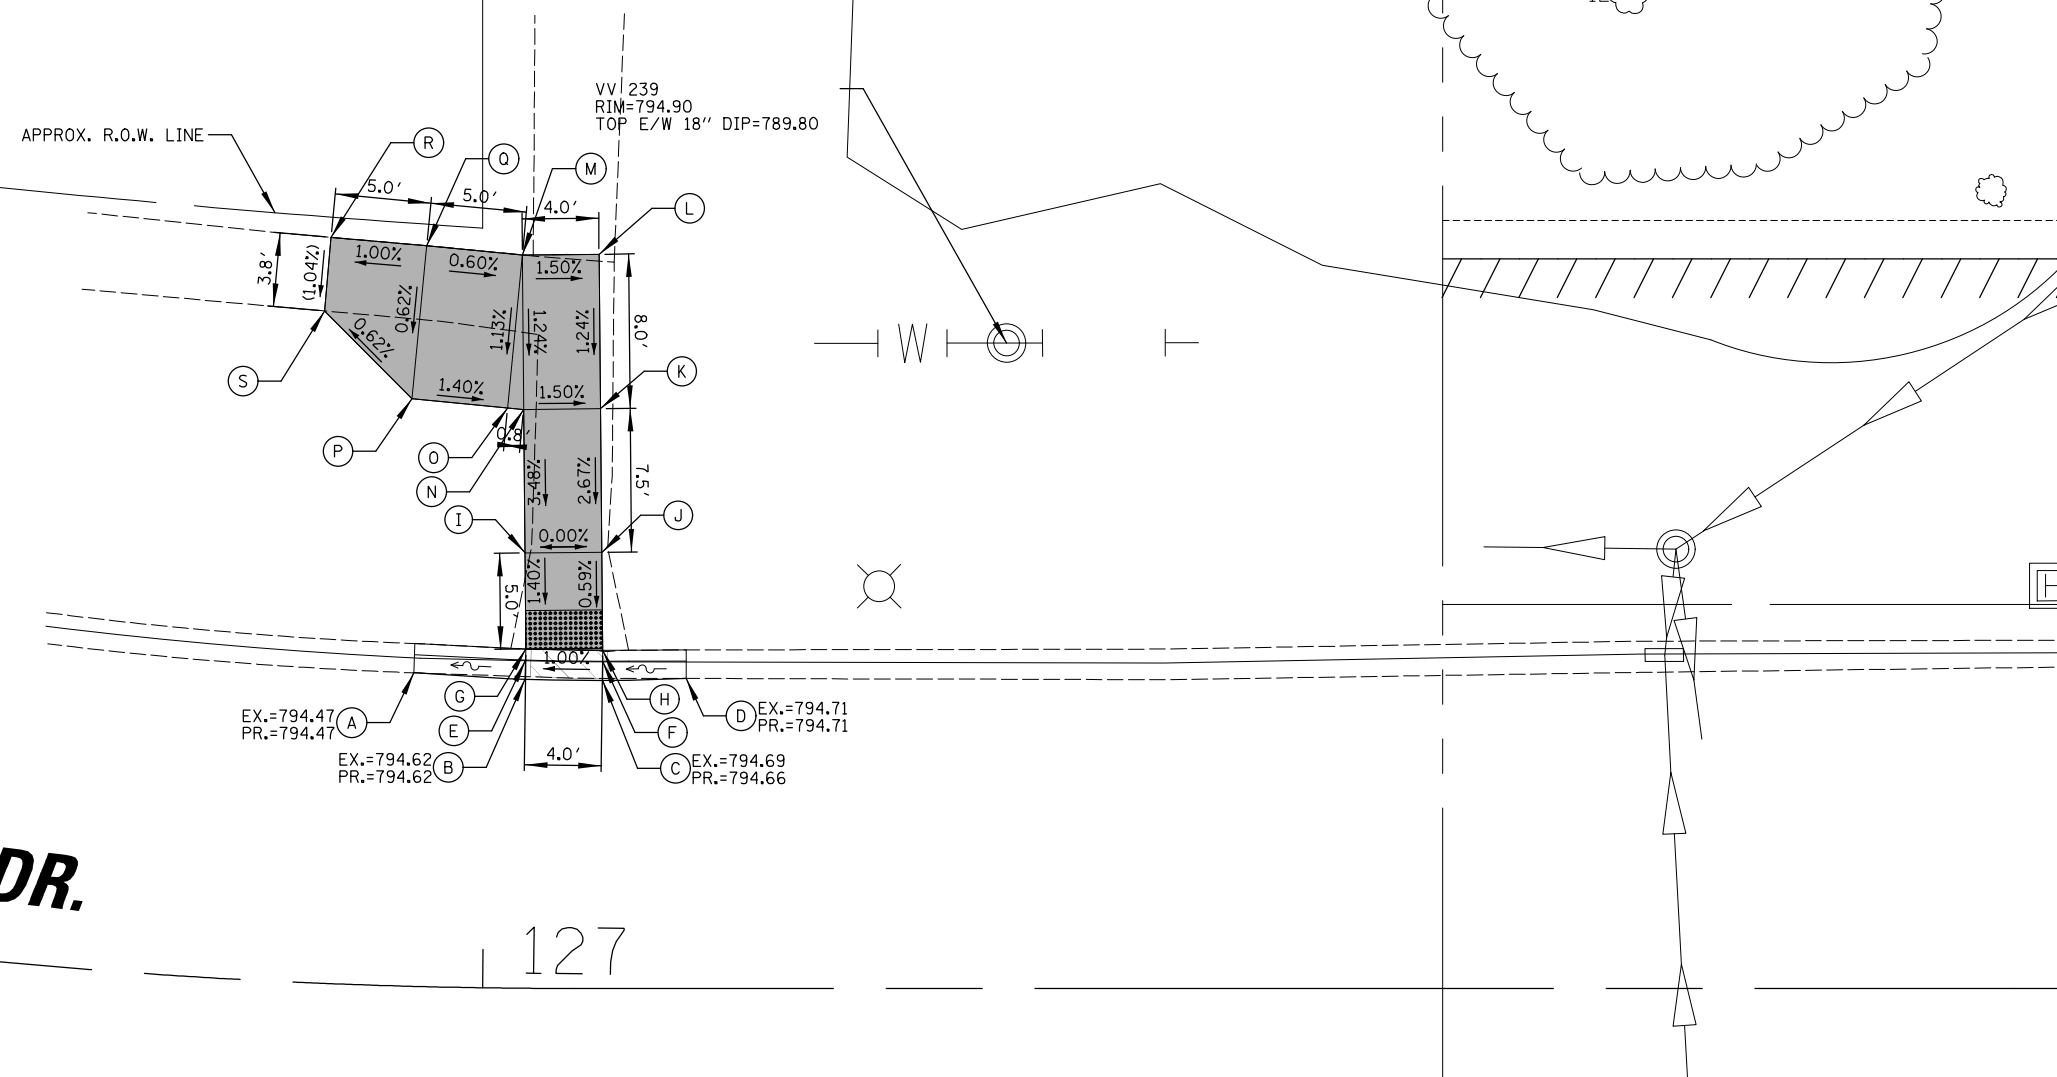 VV 239
RIM=794.90
TOP E/W 18" DIP=789.80
APPROX. R.O.W. LINE
R
Q
M
L
5.0'
5.0'
4.0'
3.8'
(1.04%)
1.00%
0.60%
1.50%
0.62%
1.13%
1.24%
1.24%
8.0'
0.62%
W
S
K
1.40%
1.50%
P
O
0.8'
N
3.48%
2.67%
7.5'
I
J
0.00%
5.0'
1.40%
0.59%
H
1.00%
G
H
E
F
EX.=794.47
PR.=794.47
A
D
EX.=794.71
PR.=794.71
EX.=794.62
PR.=794.62
B
4.0'
C
EX.=794.69
PR.=794.66
DR.
127